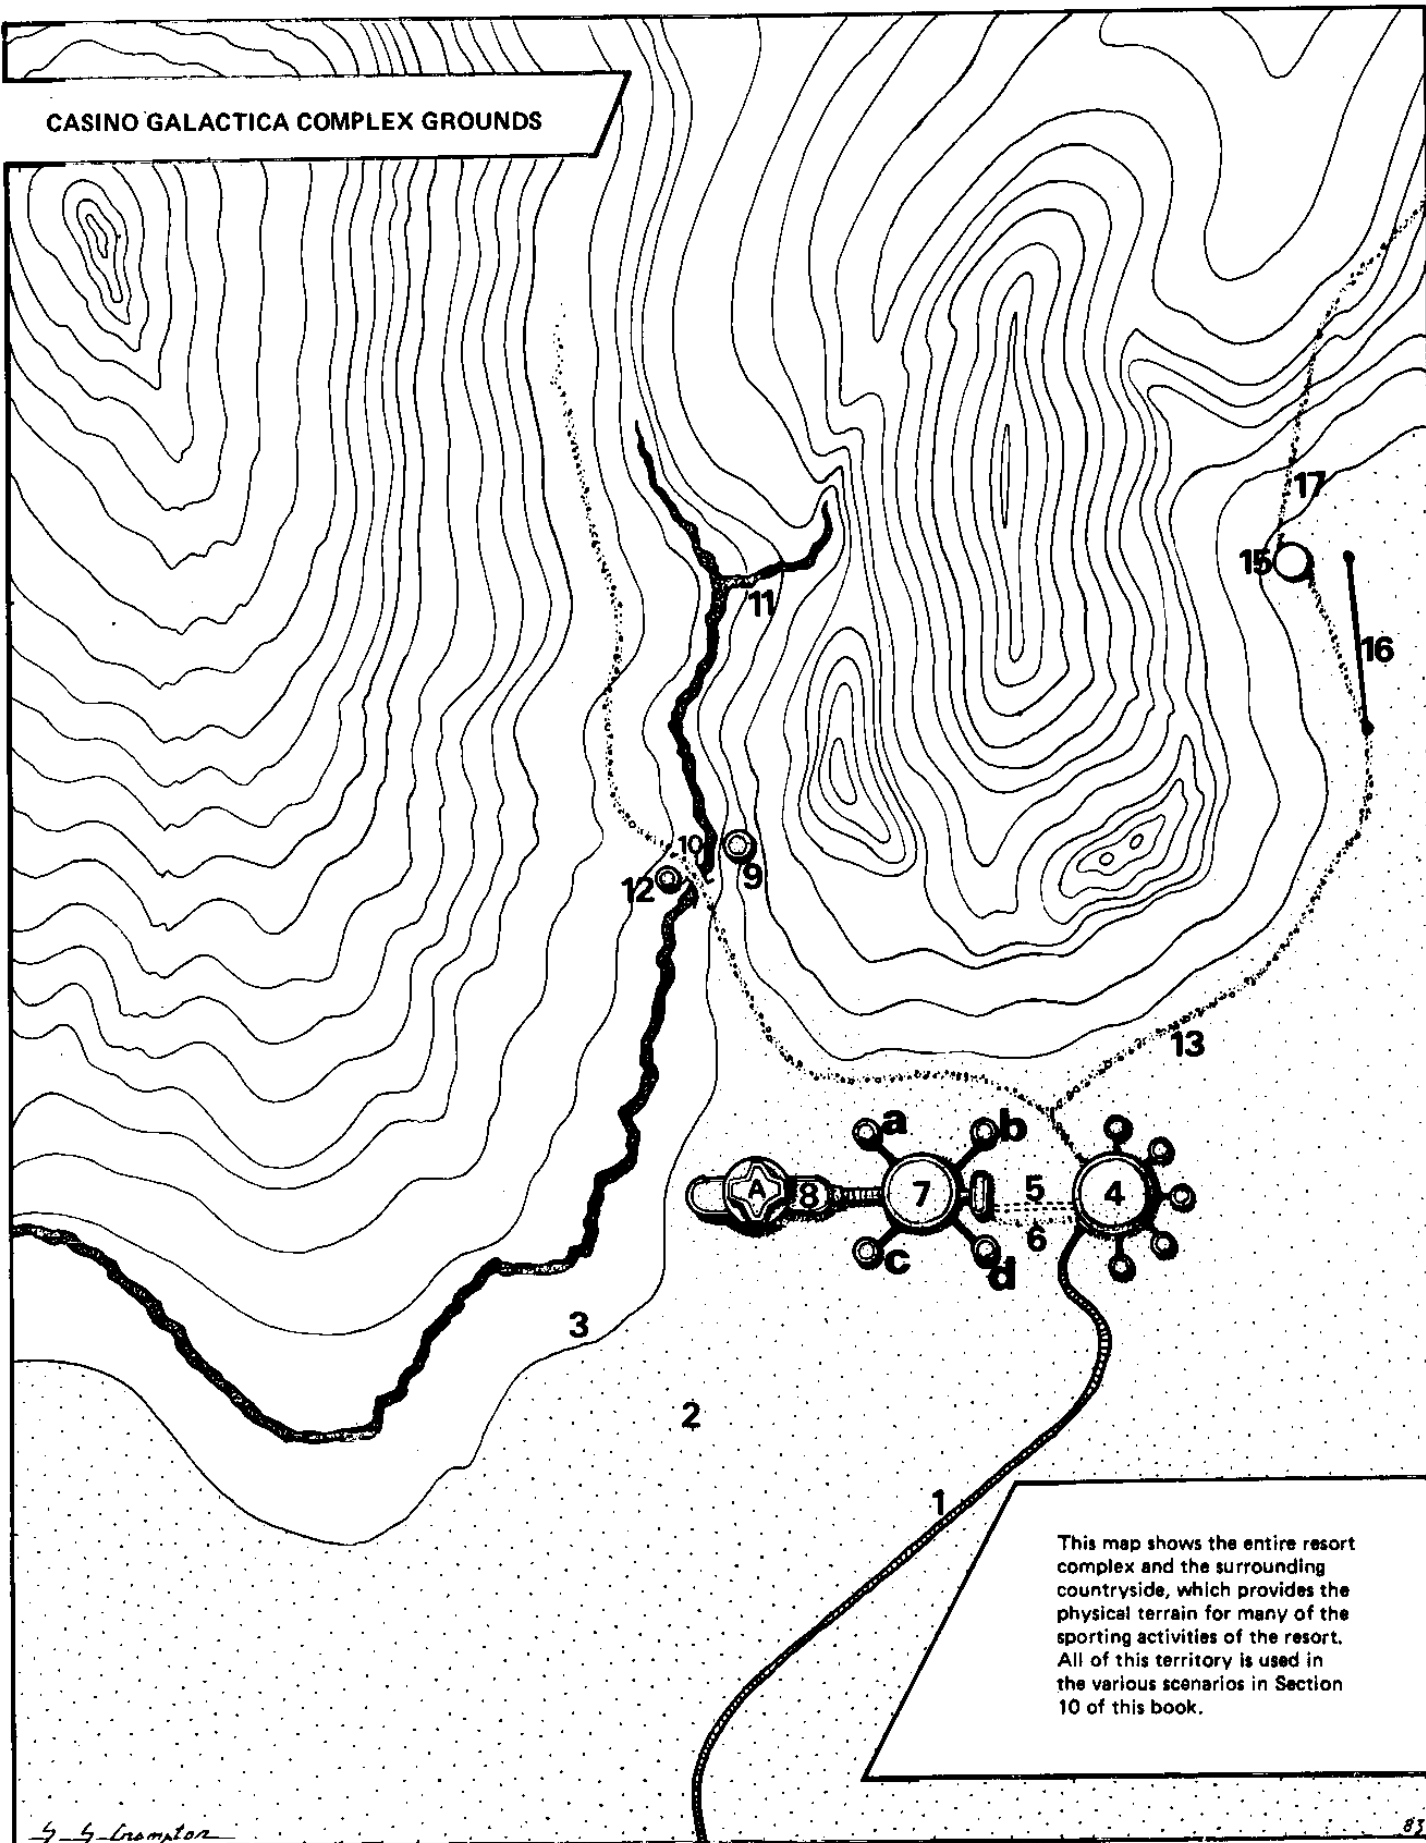 CASINO GALACTICA COMPLEX GROUNDS
17
15
11
16
10
9
12
13
a
b
A
8
7
5
4
6
c
d
3
2
1
This map shows the entire resort
complex and the surrounding
countryside, which provides the
physical terrain for many of the
sporting activities of the resort.
All of this territory is used in
the various scenarios in Section
10 of this book.
S S Crompton